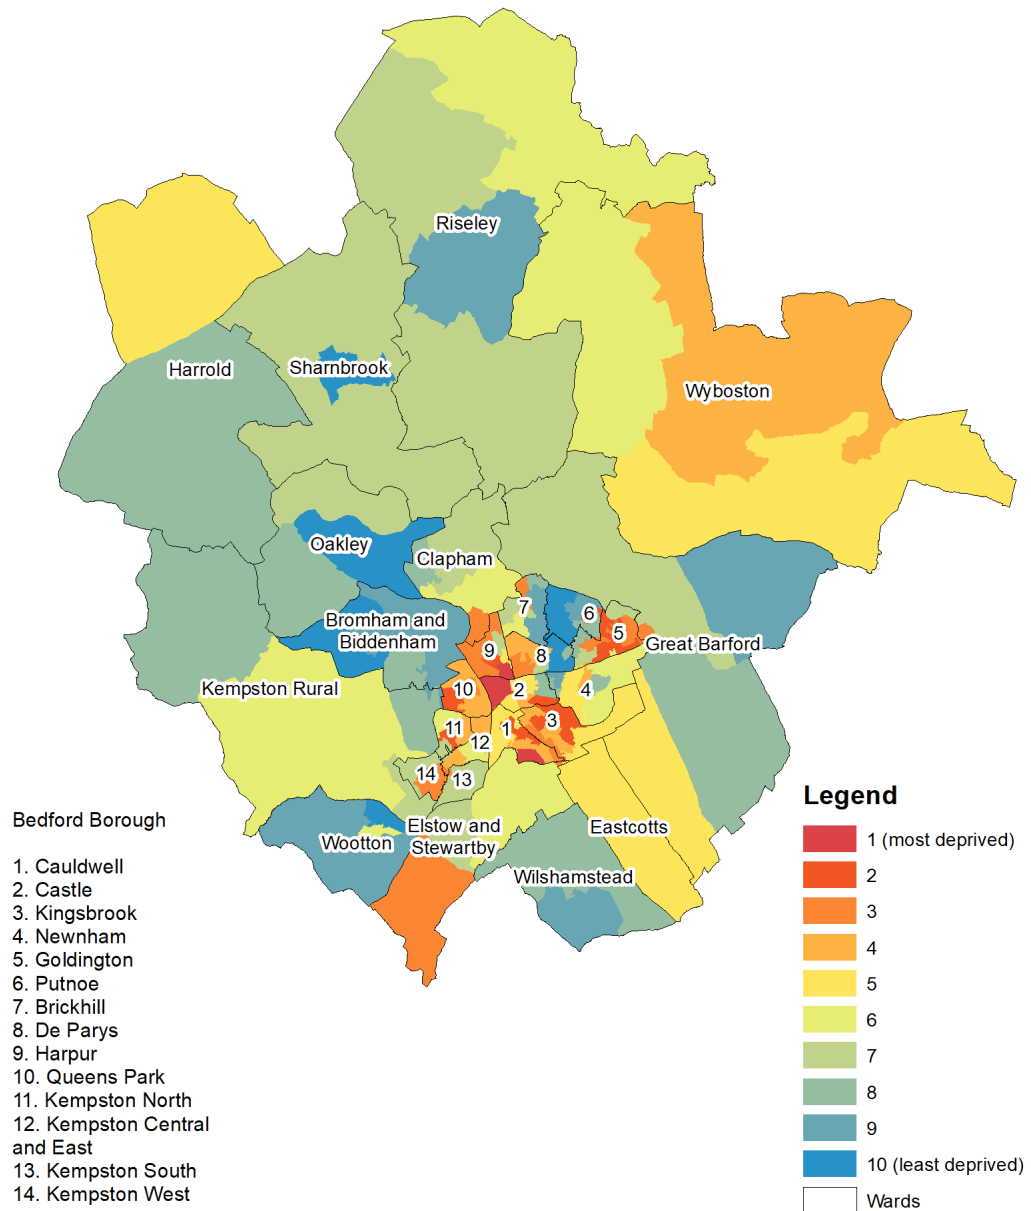 Riseley
Harrold
Sharnbrook
Wyboston
Oakley
Clapham
7
6
5
Bromham and
Biddenham
Great Barford
9
8
Kempston Rural
10
2
4
11
1
3
12
14
13
Bedford Borough
Elstow and
Stewartby
Eastcotts
Wootton
Wilshamstead
1. Cauldwell
2. Castle
3. Kingsbrook
4. Newnham
5. Goldington
6. Putnoe
7. Brickhill
8. De Parys
9. Harpur
10. Queens Park
11. Kempston North
12. Kempston Central
and East
13. Kempston South
14. Kempston West
Legend
1 (most deprived)
2
3
4
5
6
7
8
9
10 (least deprived)
Wards